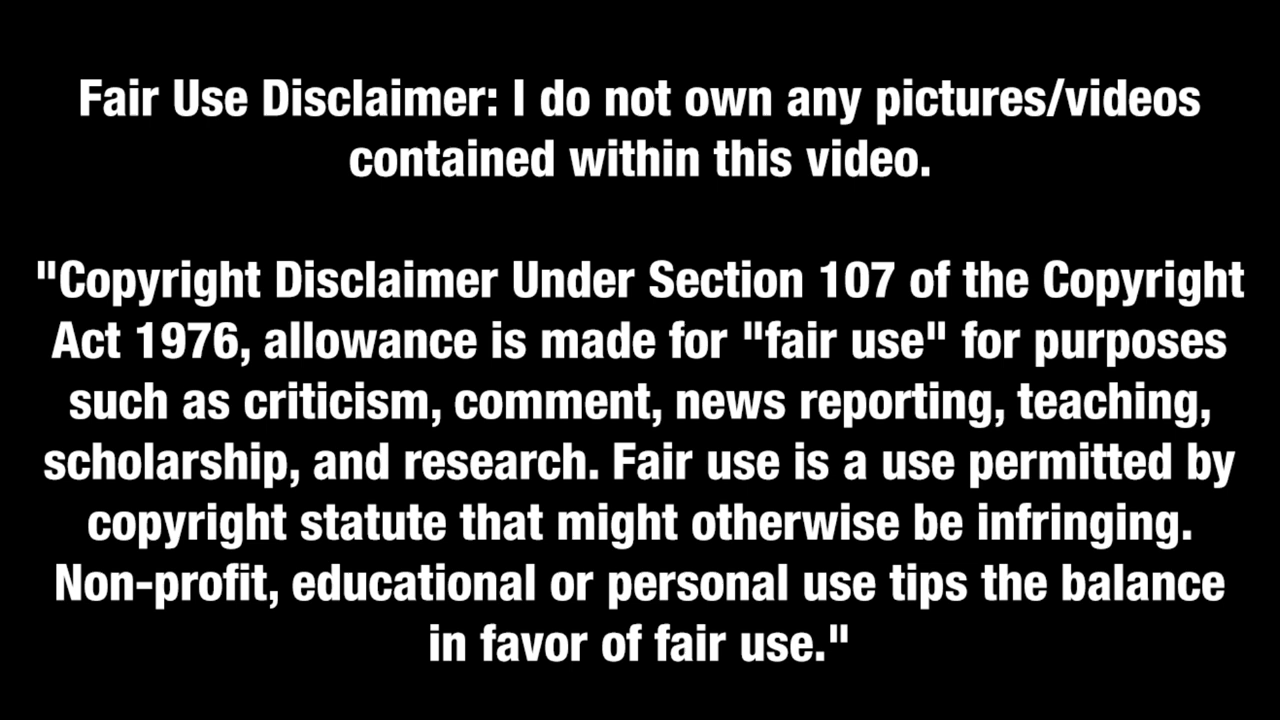 Fair Use Disclaimer: I do not own any pictures/videos
contained within this video.
"Copyright Disclaimer Under Section 107 of the Copyright
Act 1976, allowance is made for "fair use" for purposes
such as criticism, comment, news reporting, teaching,
scholarship, and research. Fair use is a use permitted by
copyright statute that might otherwise be infringing.
Non-profit, educational or personal use tips the balance
in favor of fair use."